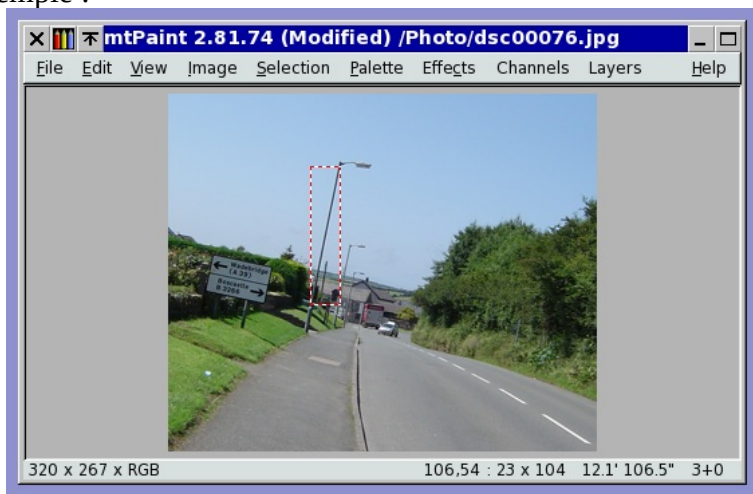 mtPaint 2.81.74 (Modified) /Photo/dsc00076.jpg
File Edit View Image Selection Palette Effects Channels Layers Help
Wadebridge
(A 39)
Boscastle
B 3266
320 x 267 x RGB 106,54 : 23 x 104 12.1' 106.5" 3+0